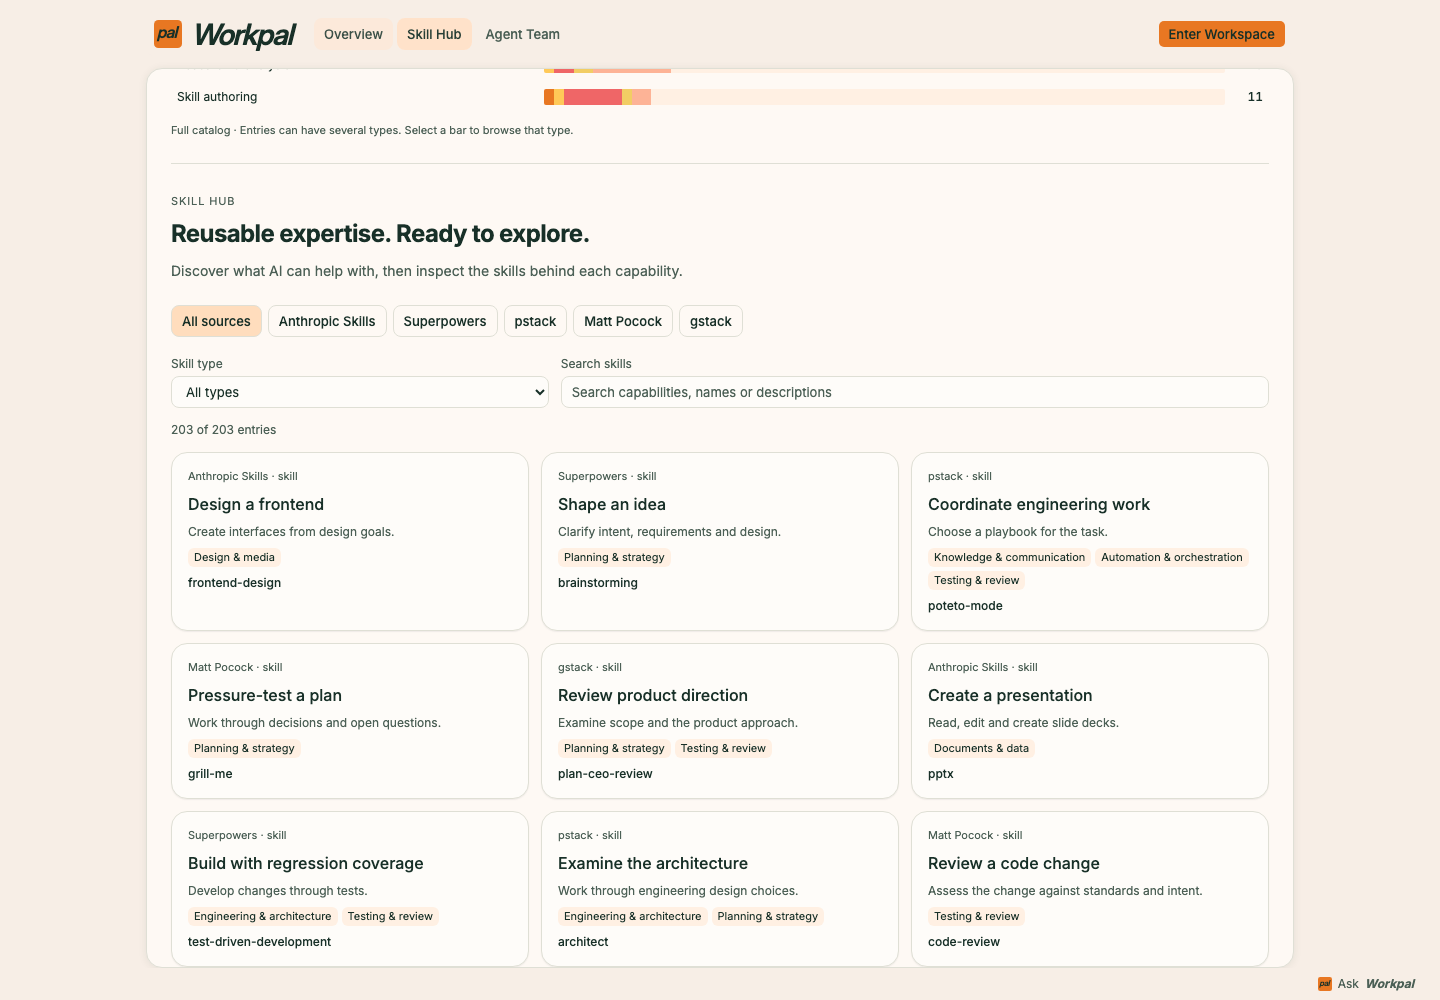 pal Workpal Overview Skill Hub Agent Team Enter Workspace
Skill authoring 11
Full catalog · Entries can have several types. Select a bar to browse that type.
SKILL HUB
Reusable expertise. Ready to explore.
Discover what AI can help with, then inspect the skills behind each capability.
All sources Anthropic Skills Superpowers pstack Matt Pocock gstack
Skill type Search skills
All types Search capabilities, names or descriptions
203 of 203 entries
Anthropic Skills · skill
Design a frontend
Create interfaces from design goals.
Design & media
frontend-design
Superpowers · skill
Shape an idea
Clarify intent, requirements and design.
Planning & strategy
brainstorming
pstack · skill
Coordinate engineering work
Choose a playbook for the task.
Knowledge & communication Automation & orchestration
Testing & review
poteto-mode
Matt Pocock · skill
Pressure-test a plan
Work through decisions and open questions.
Planning & strategy
grill-me
gstack · skill
Review product direction
Examine scope and the product approach.
Planning & strategy Testing & review
plan-ceo-review
Anthropic Skills · skill
Create a presentation
Read, edit and create slide decks.
Documents & data
pptx
Superpowers · skill
Build with regression coverage
Develop changes through tests.
Engineering & architecture Testing & review
test-driven-development
pstack · skill
Examine the architecture
Work through engineering design choices.
Engineering & architecture Planning & strategy
architect
Matt Pocock · skill
Review a code change
Assess the change against standards and intent.
Testing & review
code-review
pal Ask Workpal